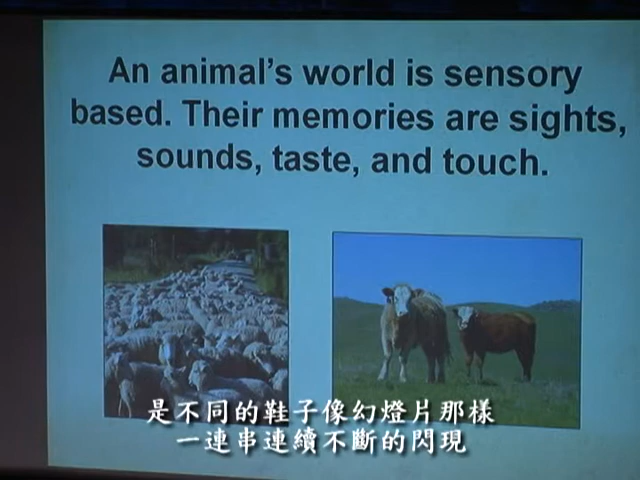 An animal's world is sensory
based. Their memories are sights,
sounds, taste, and touch.
是不同的鞋子像幻燈片那樣
一連串連續不斷的閃現